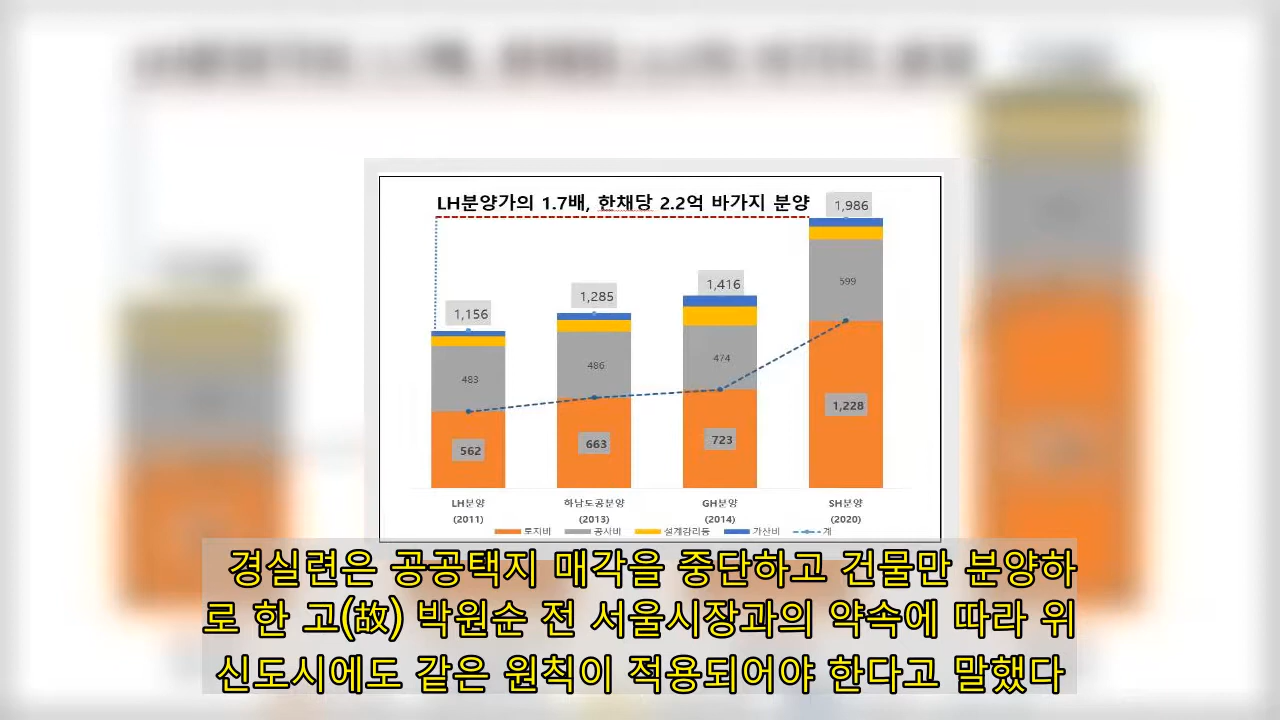 LH분양가의 1.7배, 한채당 2.2억 바가지 분양
1,986
1,416
1,285
1,156
599
474
486
483
1,228
723
663
562
LH분양 하남도공분양 GH분양 SH분양
(2011) (2013) (2014) (2020)
토지비 공사비 설계감리등 가산비 계
경실련은 공공택지 매각을 중단하고 건물만 분양하
로 한 고(故) 박원순 전 서울시장과의 약속에 따라 위
신도시에도 같은 원칙이 적용되어야 한다고 말했다